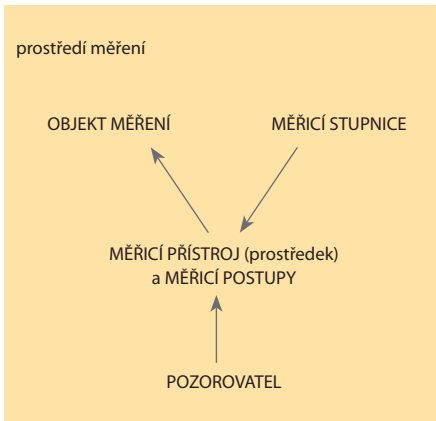 prostředí měření
OBJEKT MĚŘENÍ
MĚŘICÍ STUPNICE
MĚŘICÍ PŘÍSTROJ (prostředek)
a MĚŘICÍ POSTUPY
POZOROVATEL